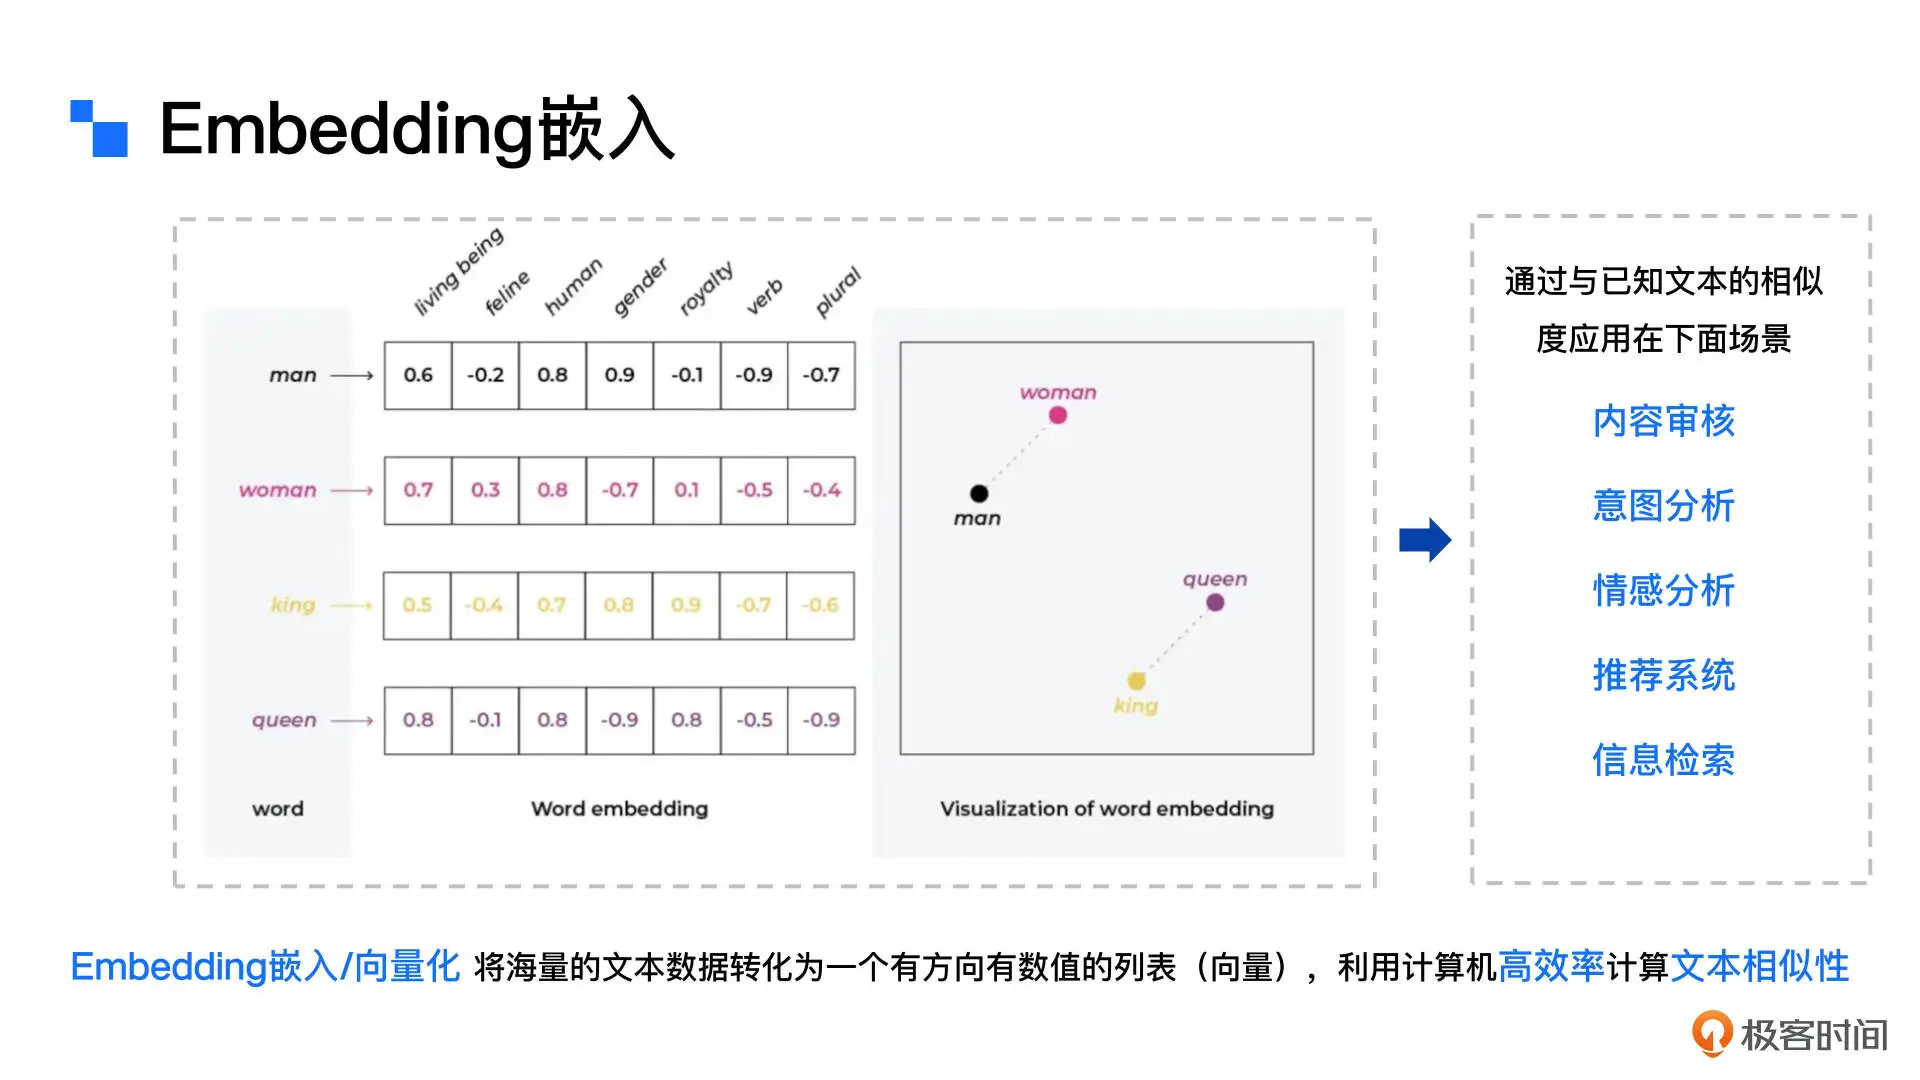 Embedding嵌入
living being feline human gender royalty verb plural
man 0.6 -0.2 0.8 0.9 -0.1 -0.9 -0.7
woman 0.7 0.3 0.8 -0.7 0.1 -0.5 -0.4
king 0.5 -0.4 0.7 0.8 0.9 -0.7 -0.6
queen 0.8 -0.1 0.8 -0.9 0.8 -0.5 -0.9
word
Word embedding
woman
man
queen
king
Visualization of word embedding
通过与已知文本的相似
度应用在下面场景
内容审核
意图分析
情感分析
推荐系统
信息检索
Embedding嵌入/向量化 将海量的文本数据转化为一个有方向有数值的列表（向量），利用计算机高效率计算文本相似性
极客时间